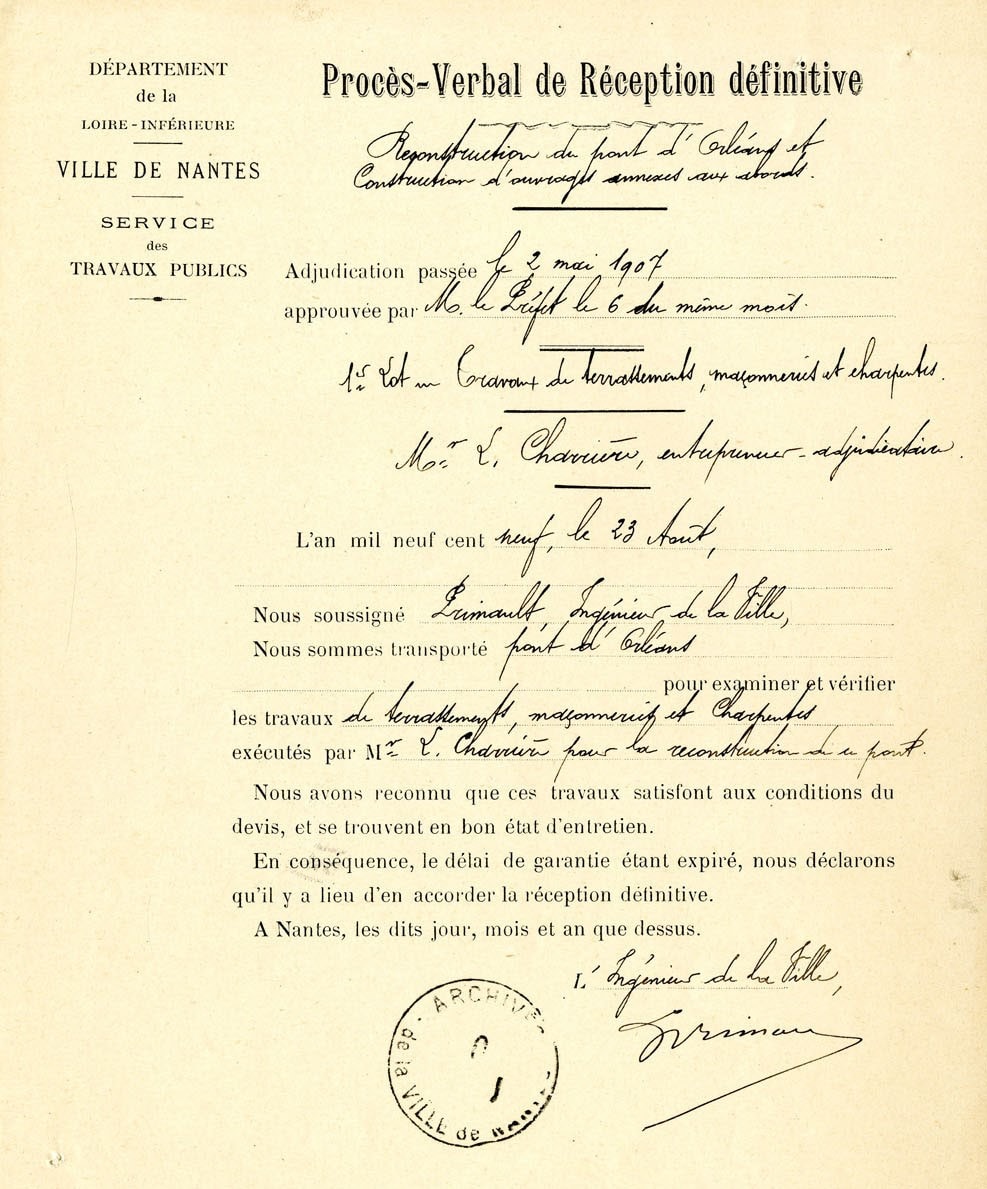 DÉPARTEMENT
de la
LOIRE-INFÉRIEURE
VILLE DE NANTES
SERVICE
des
TRAVAUX PUBLICS
Procès-Verbal de Réception définitive
Reconstruction du pont d'Orléans et
Construction d'ouvrages annexes aux abords.
Adjudication passée le 2 mai 1907
approuvée par M. le Préfet le 6 du même mois.
1er Lot Travaux de terrassements, maçonneries et charpentes.
Mr L. Charrière, entrepreneur-adjudicataire.
L'an mil neuf cent neuf, le 23 Août,
Nous soussigné Primault, Ingénieur de la Ville,
Nous sommes transporté pont d'Orléans
pour examiner et vérifier
les travaux de terrassements, maçonneries et Charpentes
exécutés par Mr L. Charrière pour la reconstruction de ce pont.
Nous avons reconnu que ces travaux satisfont aux conditions du
devis, et se trouvent en bon état d'entretien.
En conséquence, le délai de garantie étant expiré, nous déclarons
qu'il y a lieu d'en accorder la réception définitive.
A Nantes, les dits jour, mois et an que dessus.
L'Ingénieur de la Ville,
ARCHIVES
de la VILLE de NANTES